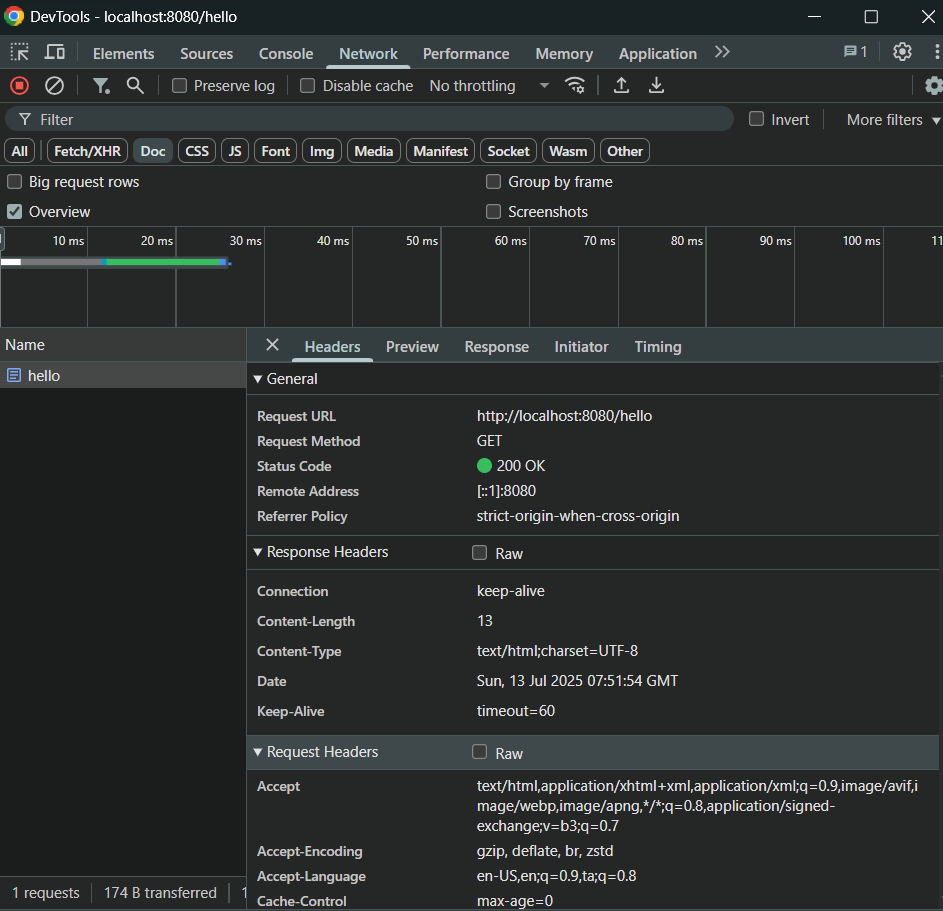 DevTools - localhost:8080/hello
Elements Sources Console Network Performance Memory Application 1
Preserve log Disable cache No throttling
Filter Invert More filters
All Fetch/XHR Doc CSS JS Font Img Media Manifest Socket Wasm Other
Big request rows Group by frame
Overview Screenshots
10 ms 20 ms 30 ms 40 ms 50 ms 60 ms 70 ms 80 ms 90 ms 100 ms 11
Name
hello
Headers Preview Response Initiator Timing
General
Request URL http://localhost:8080/hello
Request Method GET
Status Code 200 OK
Remote Address [::1]:8080
Referrer Policy strict-origin-when-cross-origin
Response Headers Raw
Connection keep-alive
Content-Length 13
Content-Type text/html;charset=UTF-8
Date Sun, 13 Jul 2025 07:51:54 GMT
Keep-Alive timeout=60
Request Headers Raw
Accept text/html,application/xhtml+xml,application/xml;q=0.9,image/avif,i
mage/webp,image/apng,*/*;q=0.8,application/signed-
exchange;v=b3;q=0.7
Accept-Encoding gzip, deflate, br, zstd
Accept-Language en-US,en;q=0.9,ta;q=0.8
Cache-Control max-age=0
1 requests 174 B transferred 1